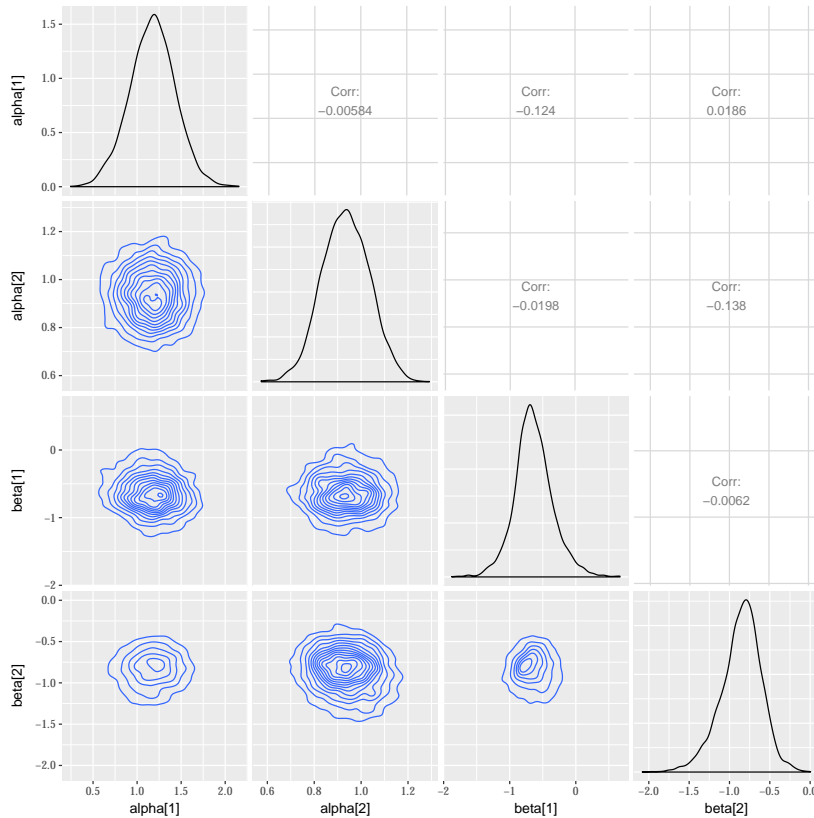 alpha[1]
1.5
1.0
0.5
0.0
Corr:
−0.00584
Corr:
−0.124
Corr:
0.0186
alpha[2]
1.2
1.0
0.8
0.6
Corr:
−0.0198
Corr:
−0.138
beta[1]
0
−1
−2
Corr:
−0.0062
beta[2]
0.0
−0.5
−1.0
−1.5
−2.0
0.5 1.0 1.5 2.0
0.6 0.8 1.0 1.2
−2 −1 0
−2.0 −1.5 −1.0 −0.5 0.0
alpha[1] alpha[2] beta[1] beta[2]